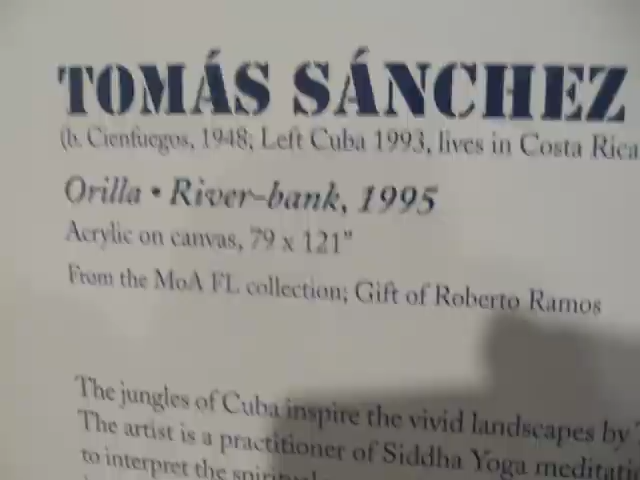 TOMÁS SÁNCHEZ
(b. Cienfuegos, 1948; Left Cuba 1993, lives in Costa Rica
Orilla • River-bank, 1995
Acrylic on canvas, 79 x 121"
From the MoA FL collection; Gift of Roberto Ramos
The jungles of Cuba inspire the vivid landscapes by
The artist is a practitioner of Siddha Yoga meditati
to interpret the